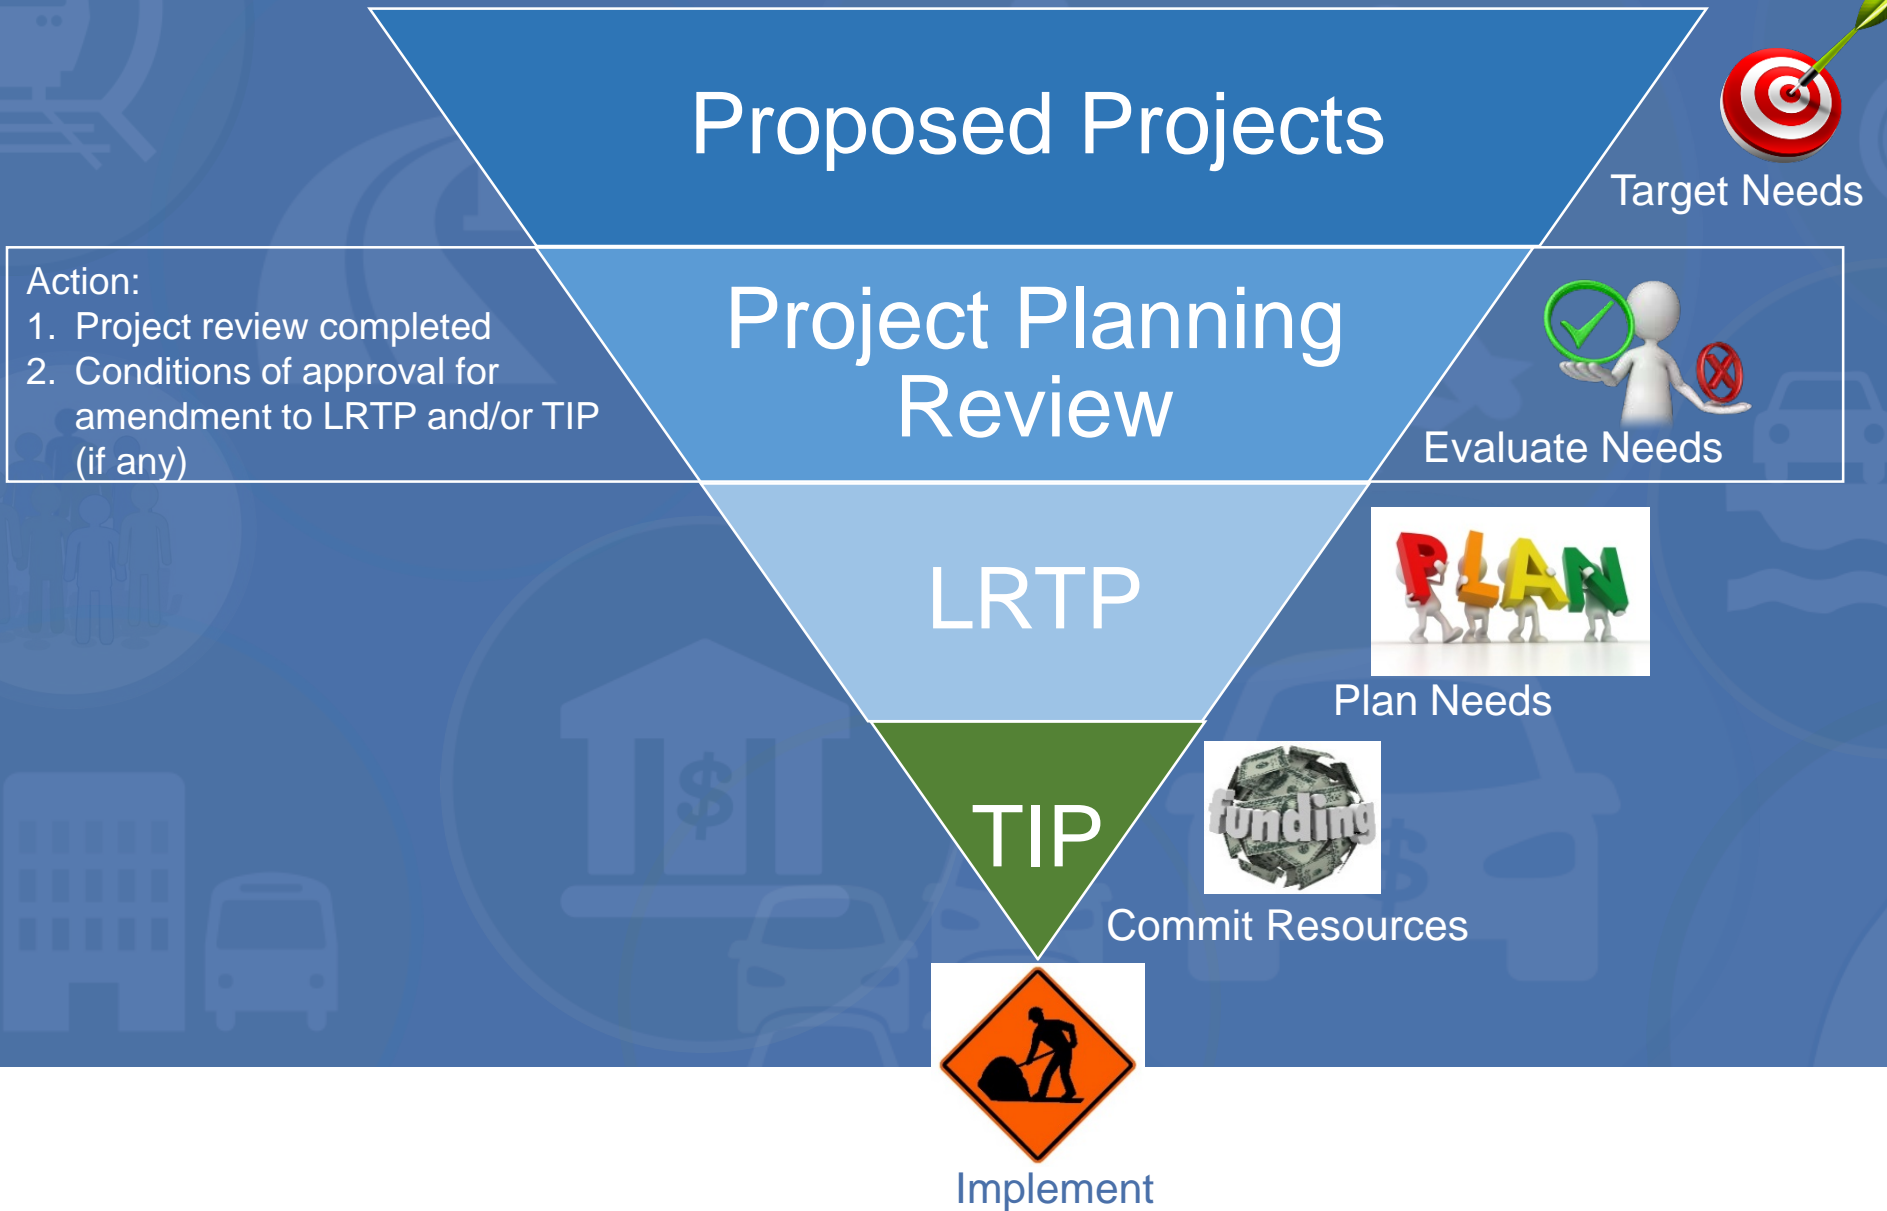 Proposed Projects
Target Needs
Action:
1. Project review completed
2. Conditions of approval for
amendment to LRTP and/or TIP
(if any)
Project Planning
Review
Evaluate Needs
LRTP
PLAN
Plan Needs
$
TIP
funding
$
Commit Resources
Implement